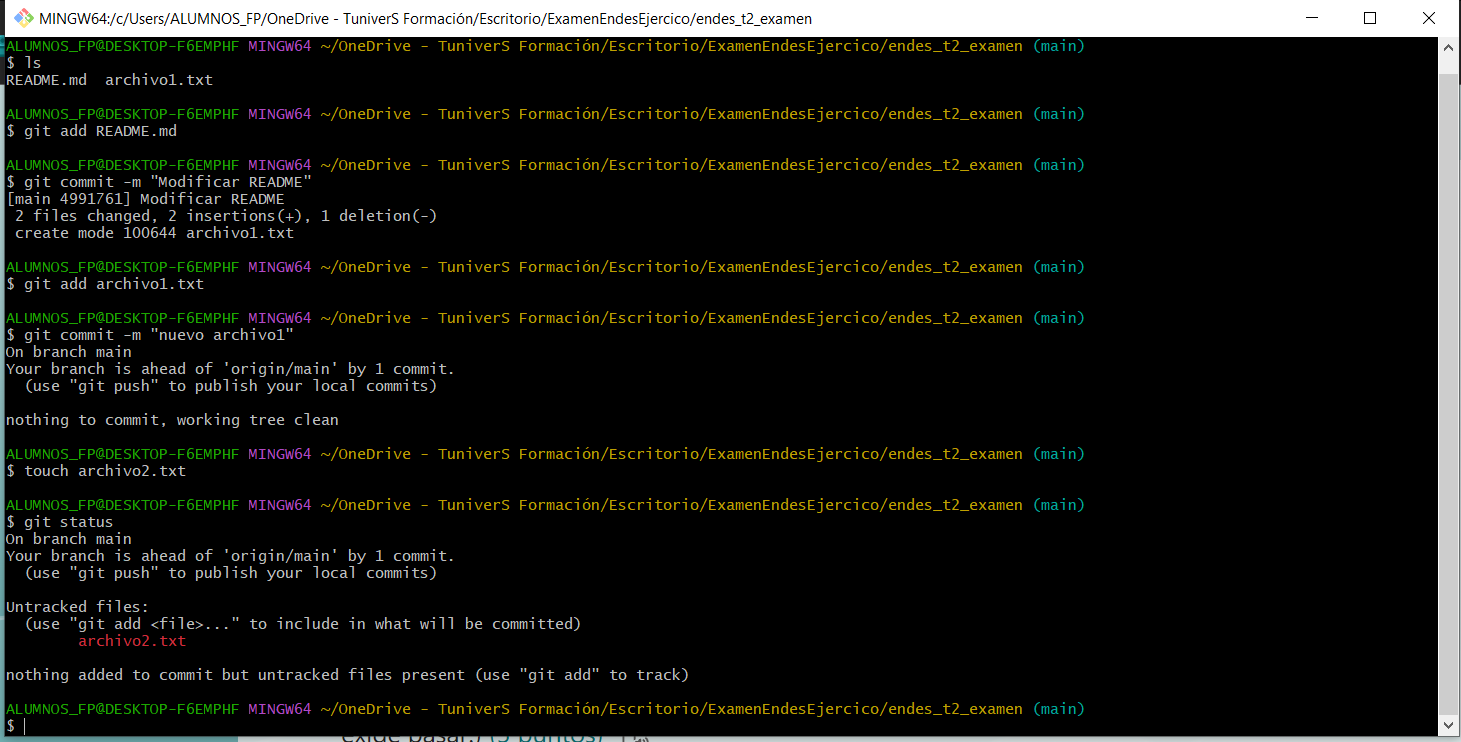 MINGW64:/c/Users/ALUMNOS_FP/OneDrive - TuniverS Formación/Escritorio/ExamenEndesEjercico/endes_t2_examen
ALUMNOS_FP@DESKTOP-F6EMPHF MINGW64 ~/OneDrive - TuniverS Formación/Escritorio/ExamenEndesEjercico/endes_t2_examen (main)
$ ls
README.md  archivo1.txt
ALUMNOS_FP@DESKTOP-F6EMPHF MINGW64 ~/OneDrive - TuniverS Formación/Escritorio/ExamenEndesEjercico/endes_t2_examen (main)
$ git add README.md
ALUMNOS_FP@DESKTOP-F6EMPHF MINGW64 ~/OneDrive - TuniverS Formación/Escritorio/ExamenEndesEjercico/endes_t2_examen (main)
$ git commit -m "Modificar README"
[main 4991761] Modificar README
 2 files changed, 2 insertions(+), 1 deletion(-)
 create mode 100644 archivo1.txt
ALUMNOS_FP@DESKTOP-F6EMPHF MINGW64 ~/OneDrive - TuniverS Formación/Escritorio/ExamenEndesEjercico/endes_t2_examen (main)
$ git add archivo1.txt
ALUMNOS_FP@DESKTOP-F6EMPHF MINGW64 ~/OneDrive - TuniverS Formación/Escritorio/ExamenEndesEjercico/endes_t2_examen (main)
$ git commit -m "nuevo archivo1"
On branch main
Your branch is ahead of 'origin/main' by 1 commit.
  (use "git push" to publish your local commits)
nothing to commit, working tree clean
ALUMNOS_FP@DESKTOP-F6EMPHF MINGW64 ~/OneDrive - TuniverS Formación/Escritorio/ExamenEndesEjercico/endes_t2_examen (main)
$ touch archivo2.txt
ALUMNOS_FP@DESKTOP-F6EMPHF MINGW64 ~/OneDrive - TuniverS Formación/Escritorio/ExamenEndesEjercico/endes_t2_examen (main)
$ git status
On branch main
Your branch is ahead of 'origin/main' by 1 commit.
  (use "git push" to publish your local commits)
Untracked files:
  (use "git add <file>..." to include in what will be committed)
        archivo2.txt
nothing added to commit but untracked files present (use "git add" to track)
ALUMNOS_FP@DESKTOP-F6EMPHF MINGW64 ~/OneDrive - TuniverS Formación/Escritorio/ExamenEndesEjercico/endes_t2_examen (main)
$